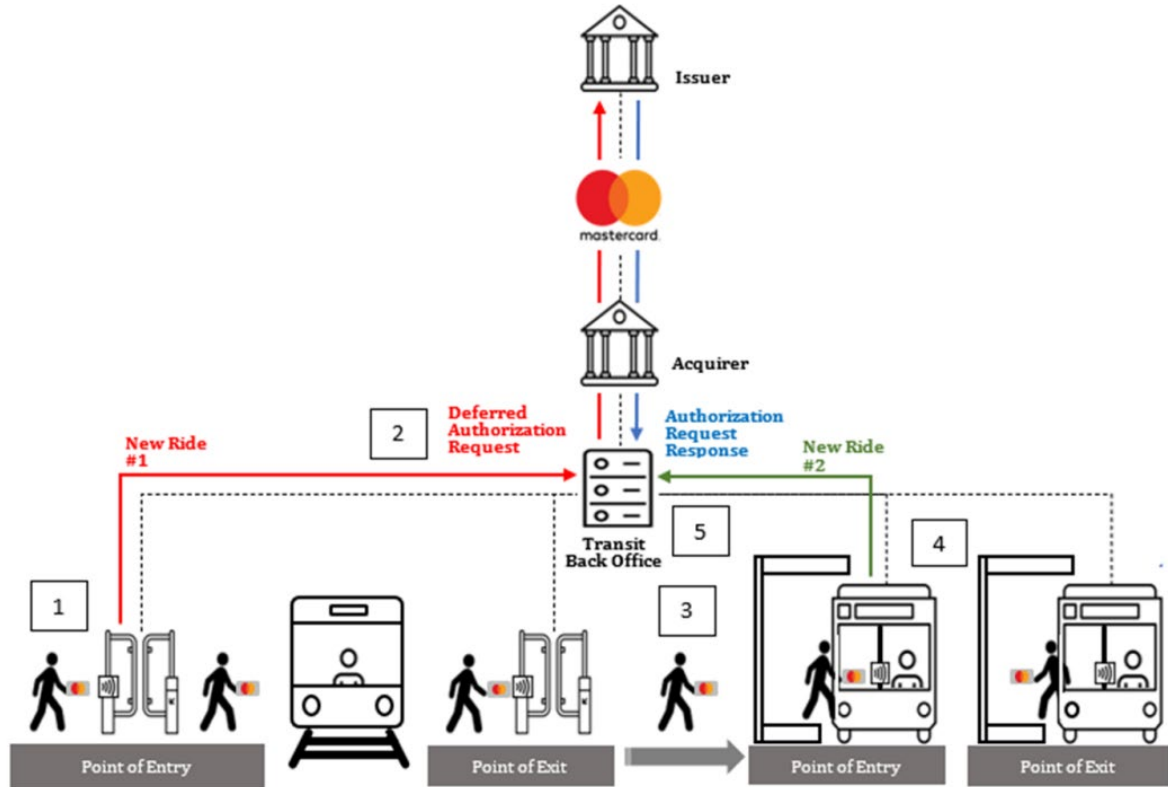 Issuer
mastercard.
Acquirer
2
Deferred
Authorization
Request
Authorization
Request
Response
New Ride
#1
New Ride
#2
5
4
Transit
Back Office
1
3
Point of Entry
Point of Exit
Point of Entry
Point of Exit